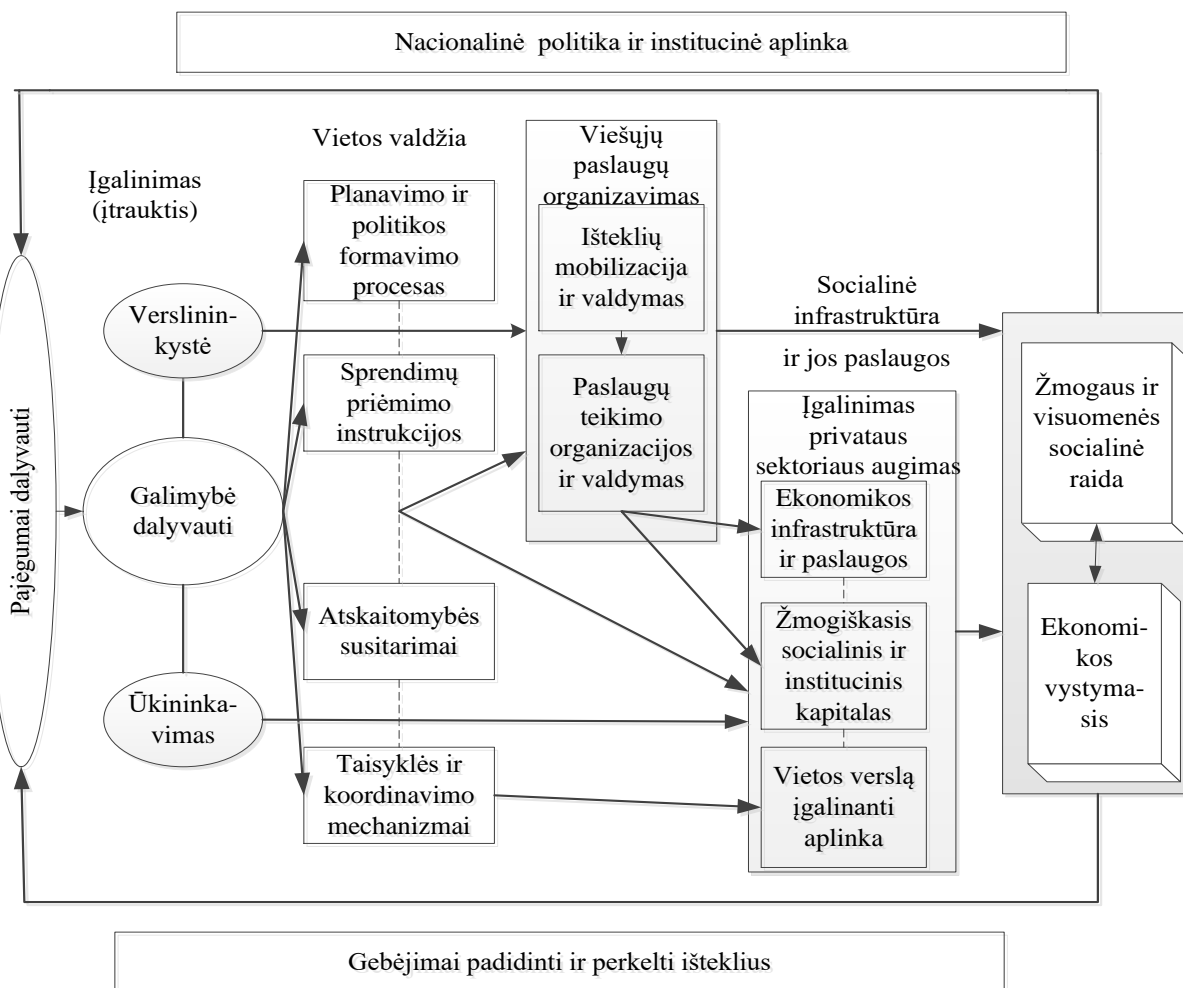 Nacionalinė politika ir institucinė aplinka
Vietos valdžia
Įgalinimas
(įtrauktis)
Pajėgumai dalyvauti
Verslinin-
kystė
Galimybė
dalyvauti
Ūkininka-
vimas
Planavimo ir
politikos
formavimo
procesas
Sprendimų
priėmimo
instrukcijos
Atskaitomybės
susitarimai
Taisyklės ir
koordinavimo
mechanizmai
Viešųjų
paslaugų
organizavimas
Išteklių
mobilizacija
ir valdymas
Paslaugų
teikimo
organizacijos
ir valdymas
Socialinė
infrastruktūra
ir jos paslaugos
Įgalinimas
privataus
sektoriaus augimas
Ekonomikos
infrastruktūra
ir paslaugos
Žmogiškasis
socialinis ir
institucinis
kapitalas
Vietos verslą
įgalinanti
aplinka
Žmogaus ir
visuomenės
socialinė
raida
Ekonomi-
kos
vystyma-
sis
Gebėjimai padidinti ir perkelti išteklius